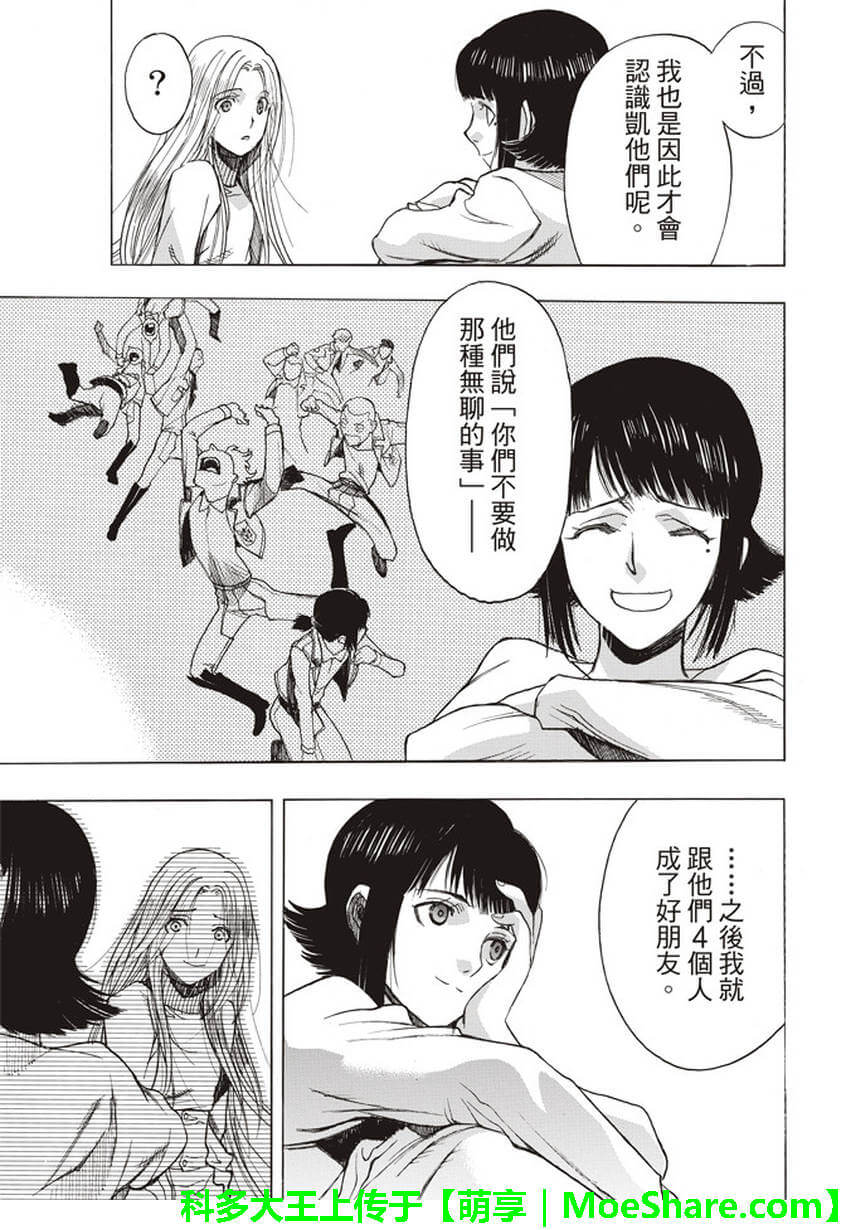 不過，
我也是因此才會
認識凱他們呢。
？
他們說「你們不要做
那種無聊的事」——
……之後我就
跟他們4個人
成了好朋友。
科多大王上传于【萌享｜MoeShare.com】